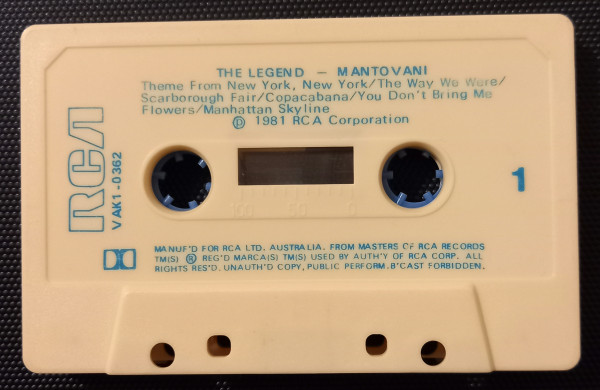 THE LEGEND – MANTOVANI
Theme From New York, New York/The Way We Were/
Scarborough Fair/Copacabana/You Don't Bring Me
Flowers/Manhattan Skyline
℗ 1981 RCA Corporation
RCA
VAK1-0362
1
100 50 0
MANUF'D FOR RCA LTD. AUSTRALIA. FROM MASTERS OF RCA RECORDS
TM(S) ® REG'D MARCA(S) TM(S) USED BY AUTH'Y OF RCA CORP. ALL
RIGHTS RES'D. UNAUTH'D COPY, PUBLIC PERFORM. B'CAST FORBIDDEN.